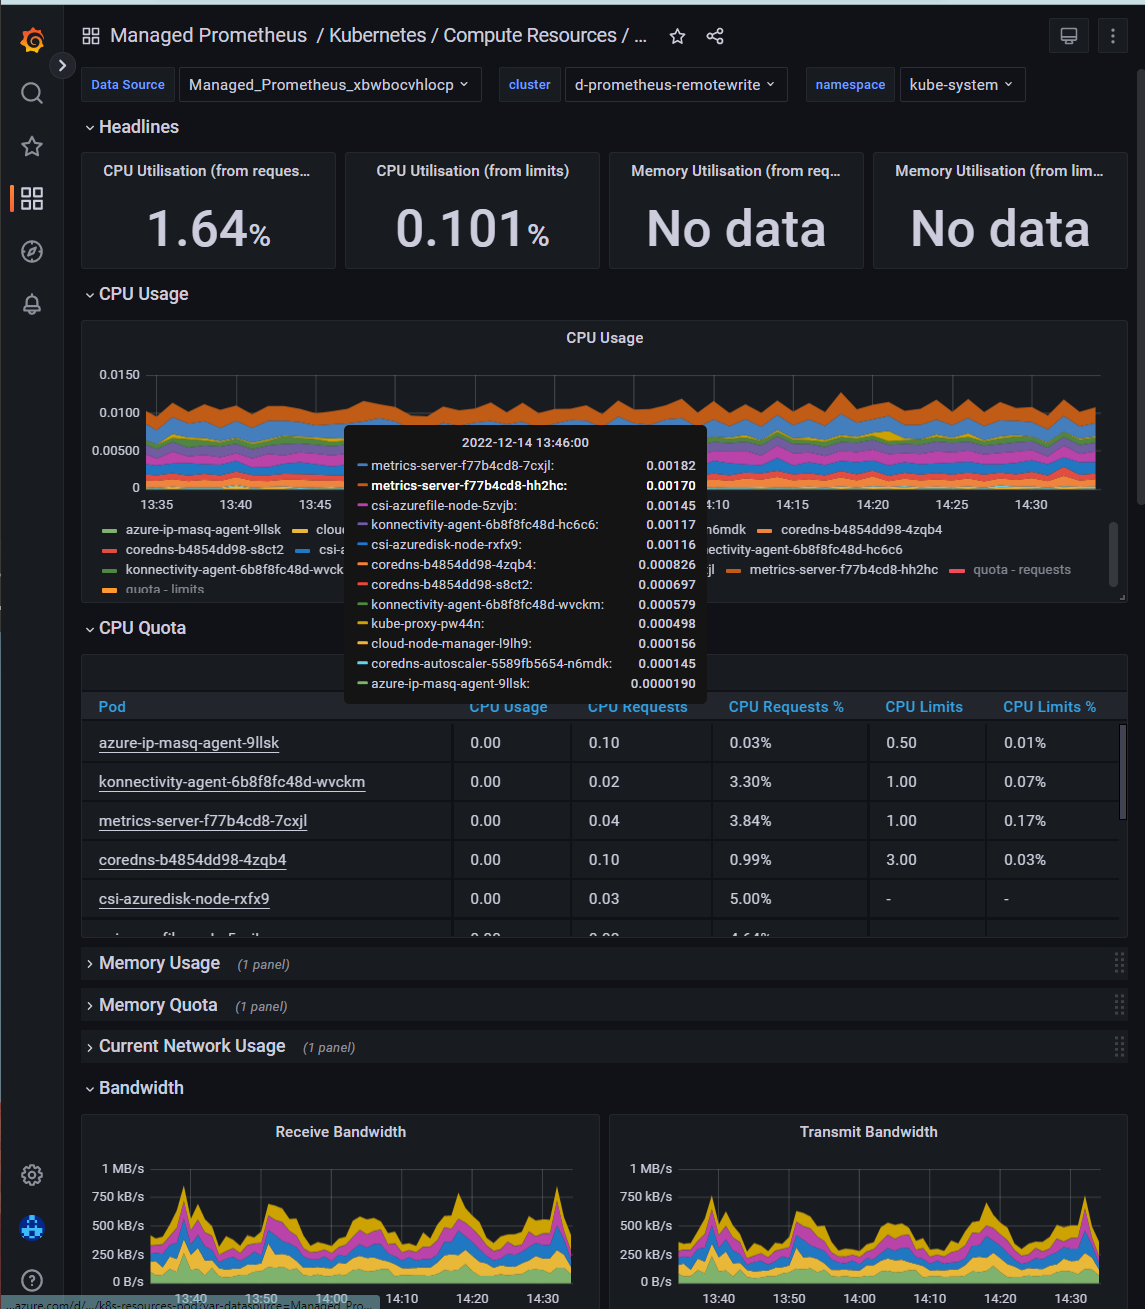 Managed Prometheus / Kubernetes / Compute Resources / ...
Data Source Managed_Prometheus_xbwbocvhlocp cluster d-prometheus-remotewrite namespace kube-system
Headlines
CPU Utilisation (from reques...
1.64%
CPU Utilisation (from limits)
0.101%
Memory Utilisation (from req...
No data
Memory Utilisation (from lim...
No data
CPU Usage
CPU Usage
0.0150
0.0100
0.00500
0
13:35 13:40 13:45 4:10 14:15 14:20 14:25 14:30
azure-ip-masq-agent-9llsk clou n6mdk coredns-b4854dd98-4zqb4
coredns-b4854dd98-s8ct2 csi-a nectivity-agent-6b8f8fc48d-hc6c6
konnectivity-agent-6b8f8fc48d-wvck jl metrics-server-f77b4cd8-hh2hc quota - requests
quota - limits
2022-12-14 13:46:00
metrics-server-f77b4cd8-7cxjl: 0.00182
metrics-server-f77b4cd8-hh2hc: 0.00170
csi-azurefile-node-5zvjb: 0.00145
konnectivity-agent-6b8f8fc48d-hc6c6: 0.00117
csi-azuredisk-node-rxfx9: 0.00116
coredns-b4854dd98-4zqb4: 0.000826
coredns-b4854dd98-s8ct2: 0.000697
konnectivity-agent-6b8f8fc48d-wvckm: 0.000579
kube-proxy-pw44n: 0.000498
cloud-node-manager-l9lh9: 0.000156
coredns-autoscaler-5589fb5654-n6mdk: 0.000145
azure-ip-masq-agent-9llsk: 0.0000190
CPU Quota
Pod CPU Usage CPU Requests CPU Requests % CPU Limits CPU Limits %
azure-ip-masq-agent-9llsk 0.00 0.10 0.03% 0.50 0.01%
konnectivity-agent-6b8f8fc48d-wvckm 0.00 0.02 3.30% 1.00 0.07%
metrics-server-f77b4cd8-7cxjl 0.00 0.04 3.84% 1.00 0.17%
coredns-b4854dd98-4zqb4 0.00 0.10 0.99% 3.00 0.03%
csi-azuredisk-node-rxfx9 0.00 0.03 5.00% - -
Memory Usage (1 panel)
Memory Quota (1 panel)
Current Network Usage (1 panel)
Bandwidth
Receive Bandwidth
1 MB/s
750 kB/s
500 kB/s
250 kB/s
0 B/s
13:40 13:50 14:00 14:10 14:20 14:30
Transmit Bandwidth
1 MB/s
750 kB/s
500 kB/s
250 kB/s
0 B/s
13:40 13:50 14:00 14:10 14:20 14:30
...azure.com/d/.../k8s-resources-pod?var-datasource=Managed_Pro...